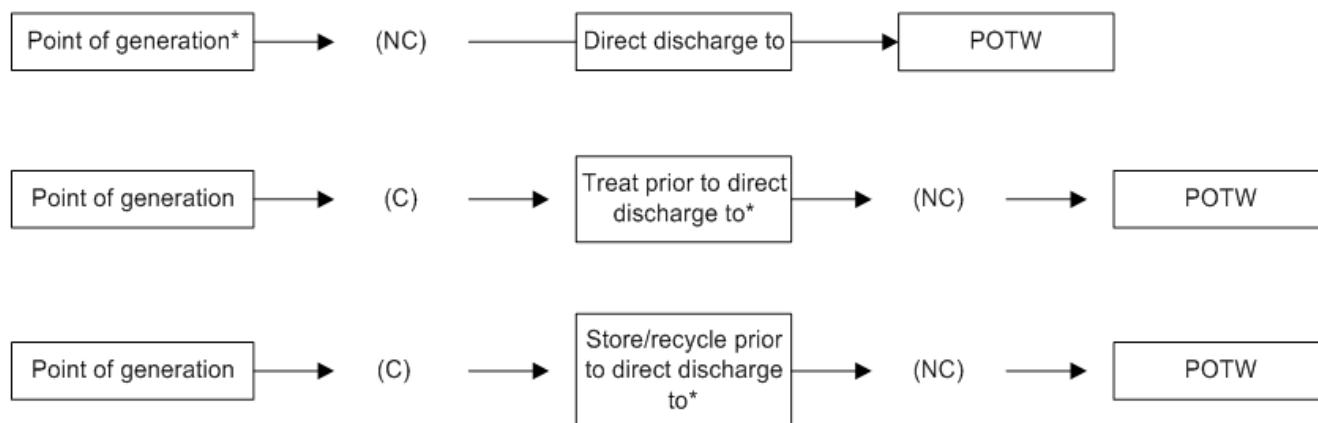 Point of generation* (NC) Direct discharge to POTW
Point of generation (C) Treat prior to direct (NC) POTW
discharge to*
Point of generation (C) Store/recycle prior (NC) POTW
to direct discharge
to*